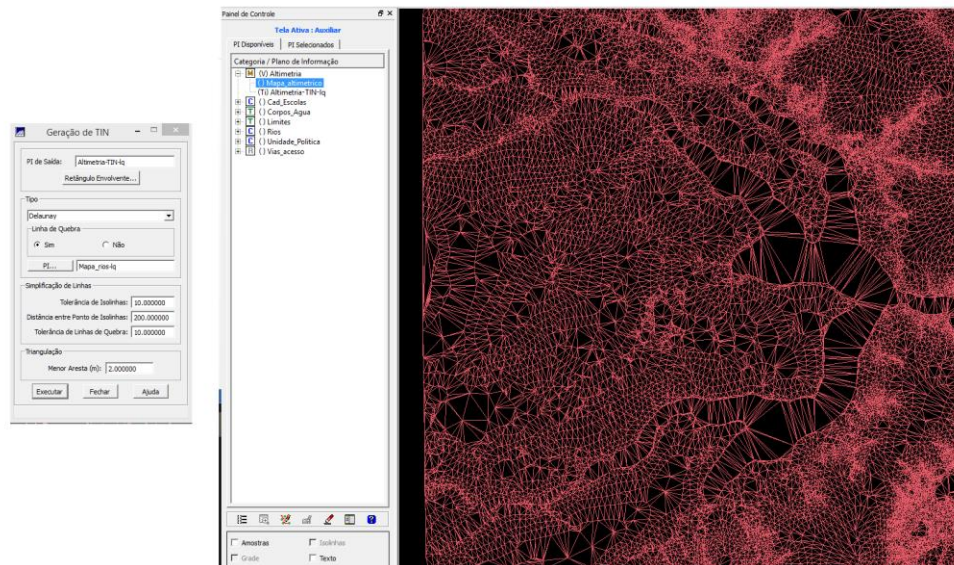 Geração de TIN
PI de Saída: Altimetria-TIN-lq
Retângulo Envolvente...
Tipo
Delaunay
Linha de Quebra
Sim Não
PI... Mapa_rios-lq
Simplificação de Linhas
Tolerância de Isolinhas: 10.000000
Distância entre Ponto de Isolinhas: 200.000000
Tolerância de Linhas de Quebra: 10.000000
Triangulação
Menor Aresta (m): 2.000000
Executar Fechar Ajuda
Painel de Controle
Tela Ativa : Auxiliar
PI Disponíveis PI Selecionados
Categoria / Plano de Informação
M (V) Altimetria
( ) Mapa_altimetrico
(Ti) Altimetria-TIN-lq
C ( ) Cad_Escolas
T ( ) Corpos_Agua
T ( ) Limites
C ( ) Rios
C ( ) Unidade_Politica
R ( ) Vias_acesso
Amostras Isolinhas
Grade Texto